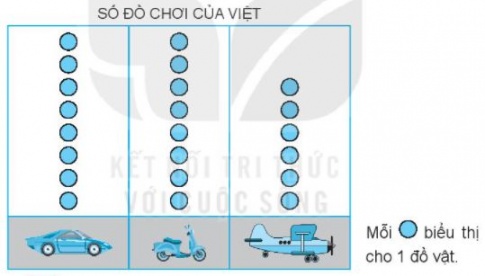 SỐ ĐỒ CHƠI CỦA VIỆT
KẾT NỐI TRI THỨC
VỚI CUỘC SỐNG
Mỗi biểu thị
cho 1 đồ vật.